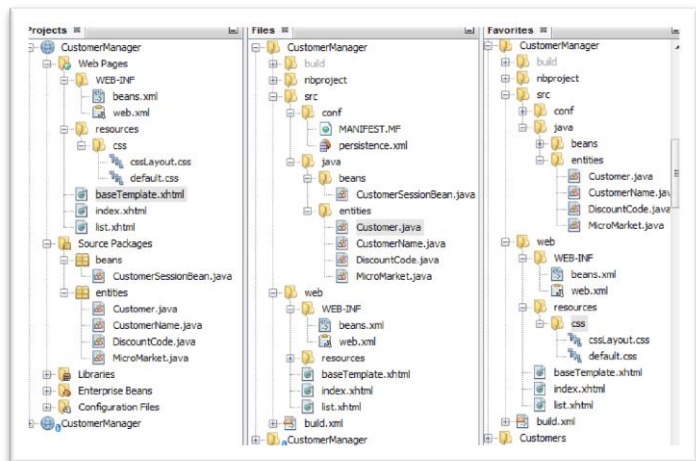 Projects
CustomerManager
Web Pages
WEB-INF
beans.xml
web.xml
resources
css
cssLayout.css
default.css
baseTemplate.xhtml
index.xhtml
list.xhtml
Source Packages
beans
CustomerSessionBean.java
entities
Customer.java
CustomerName.java
DiscountCode.java
MicroMarket.java
Libraries
Enterprise Beans
Configuration Files
CustomerManager
Files
CustomerManager
build
nbproject
src
conf
MANIFEST.MF
persistence.xml
java
beans
CustomerSessionBean.java
entities
Customer.java
CustomerName.java
DiscountCode.java
MicroMarket.java
web
WEB-INF
beans.xml
web.xml
resources
baseTemplate.xhtml
index.xhtml
list.xhtml
build.xml
CustomerManager
Favorites
CustomerManager
build
nbproject
src
conf
java
beans
entities
Customer.java
CustomerName.java
DiscountCode.java
MicroMarket.java
web
WEB-INF
beans.xml
web.xml
resources
css
cssLayout.css
default.css
baseTemplate.xhtml
index.xhtml
list.xhtml
build.xml
Customers